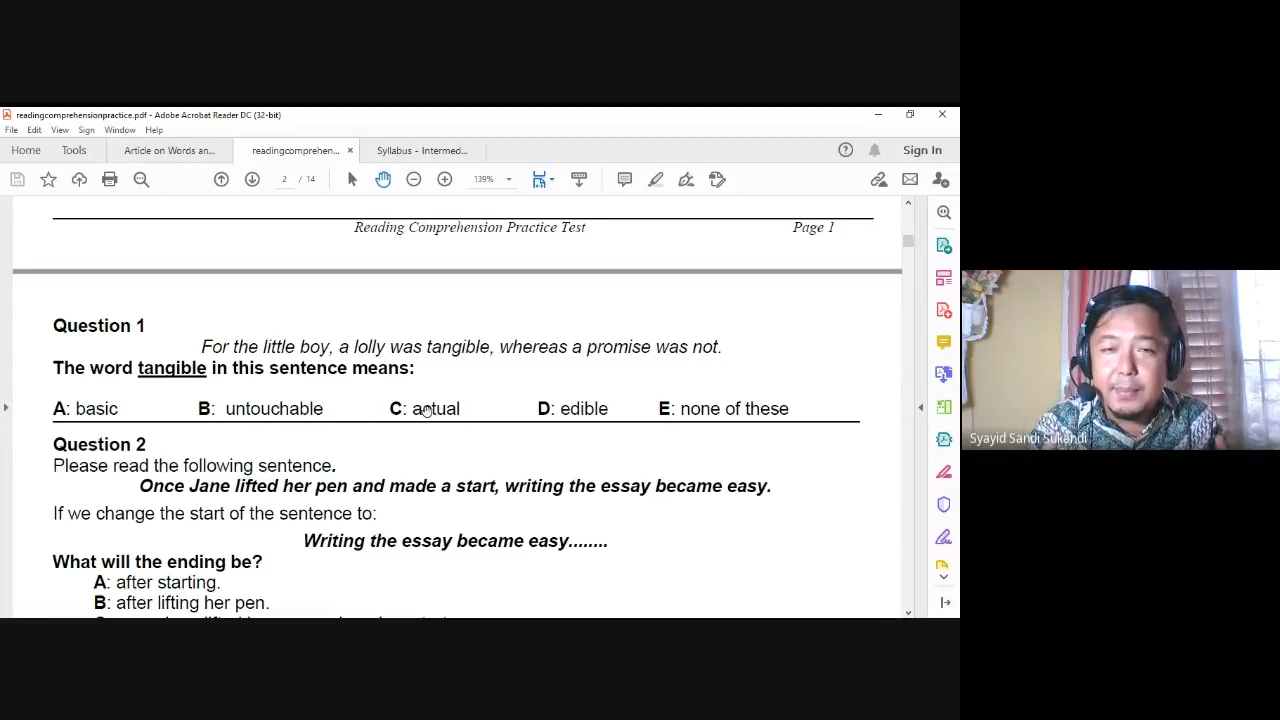 readingcomprehensionpractice.pdf - Adobe Acrobat Reader DC (32-bit)
File Edit View Sign Window Help
Home Tools Article on Words an... readingcomprehen... × Syllabus - Intermed... Sign In
2 / 14 139%
Reading Comprehension Practice Test Page 1
Question 1
For the little boy, a lolly was tangible, whereas a promise was not.
The word tangible in this sentence means:
A: basic B: untouchable C: actual D: edible E: none of these
Question 2
Please read the following sentence.
Once Jane lifted her pen and made a start, writing the essay became easy.
If we change the start of the sentence to:
Writing the essay became easy........
What will the ending be?
A: after starting.
B: after lifting her pen.
Syayid Sandi Sukandi